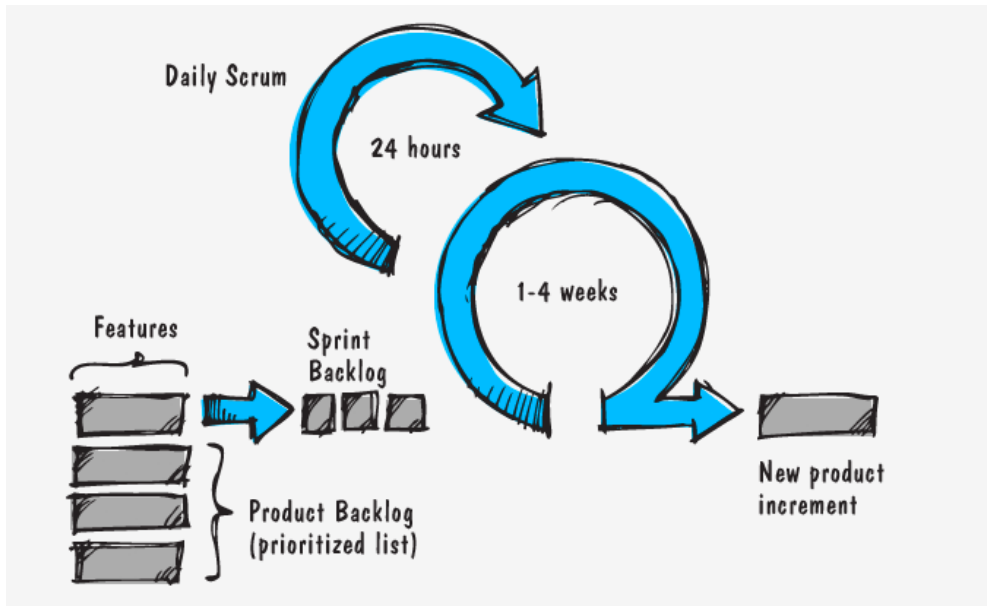 Daily Scrum
24 hours
1-4 weeks
Features
Sprint
Backlog
Product Backlog
(prioritized list)
New product
increment